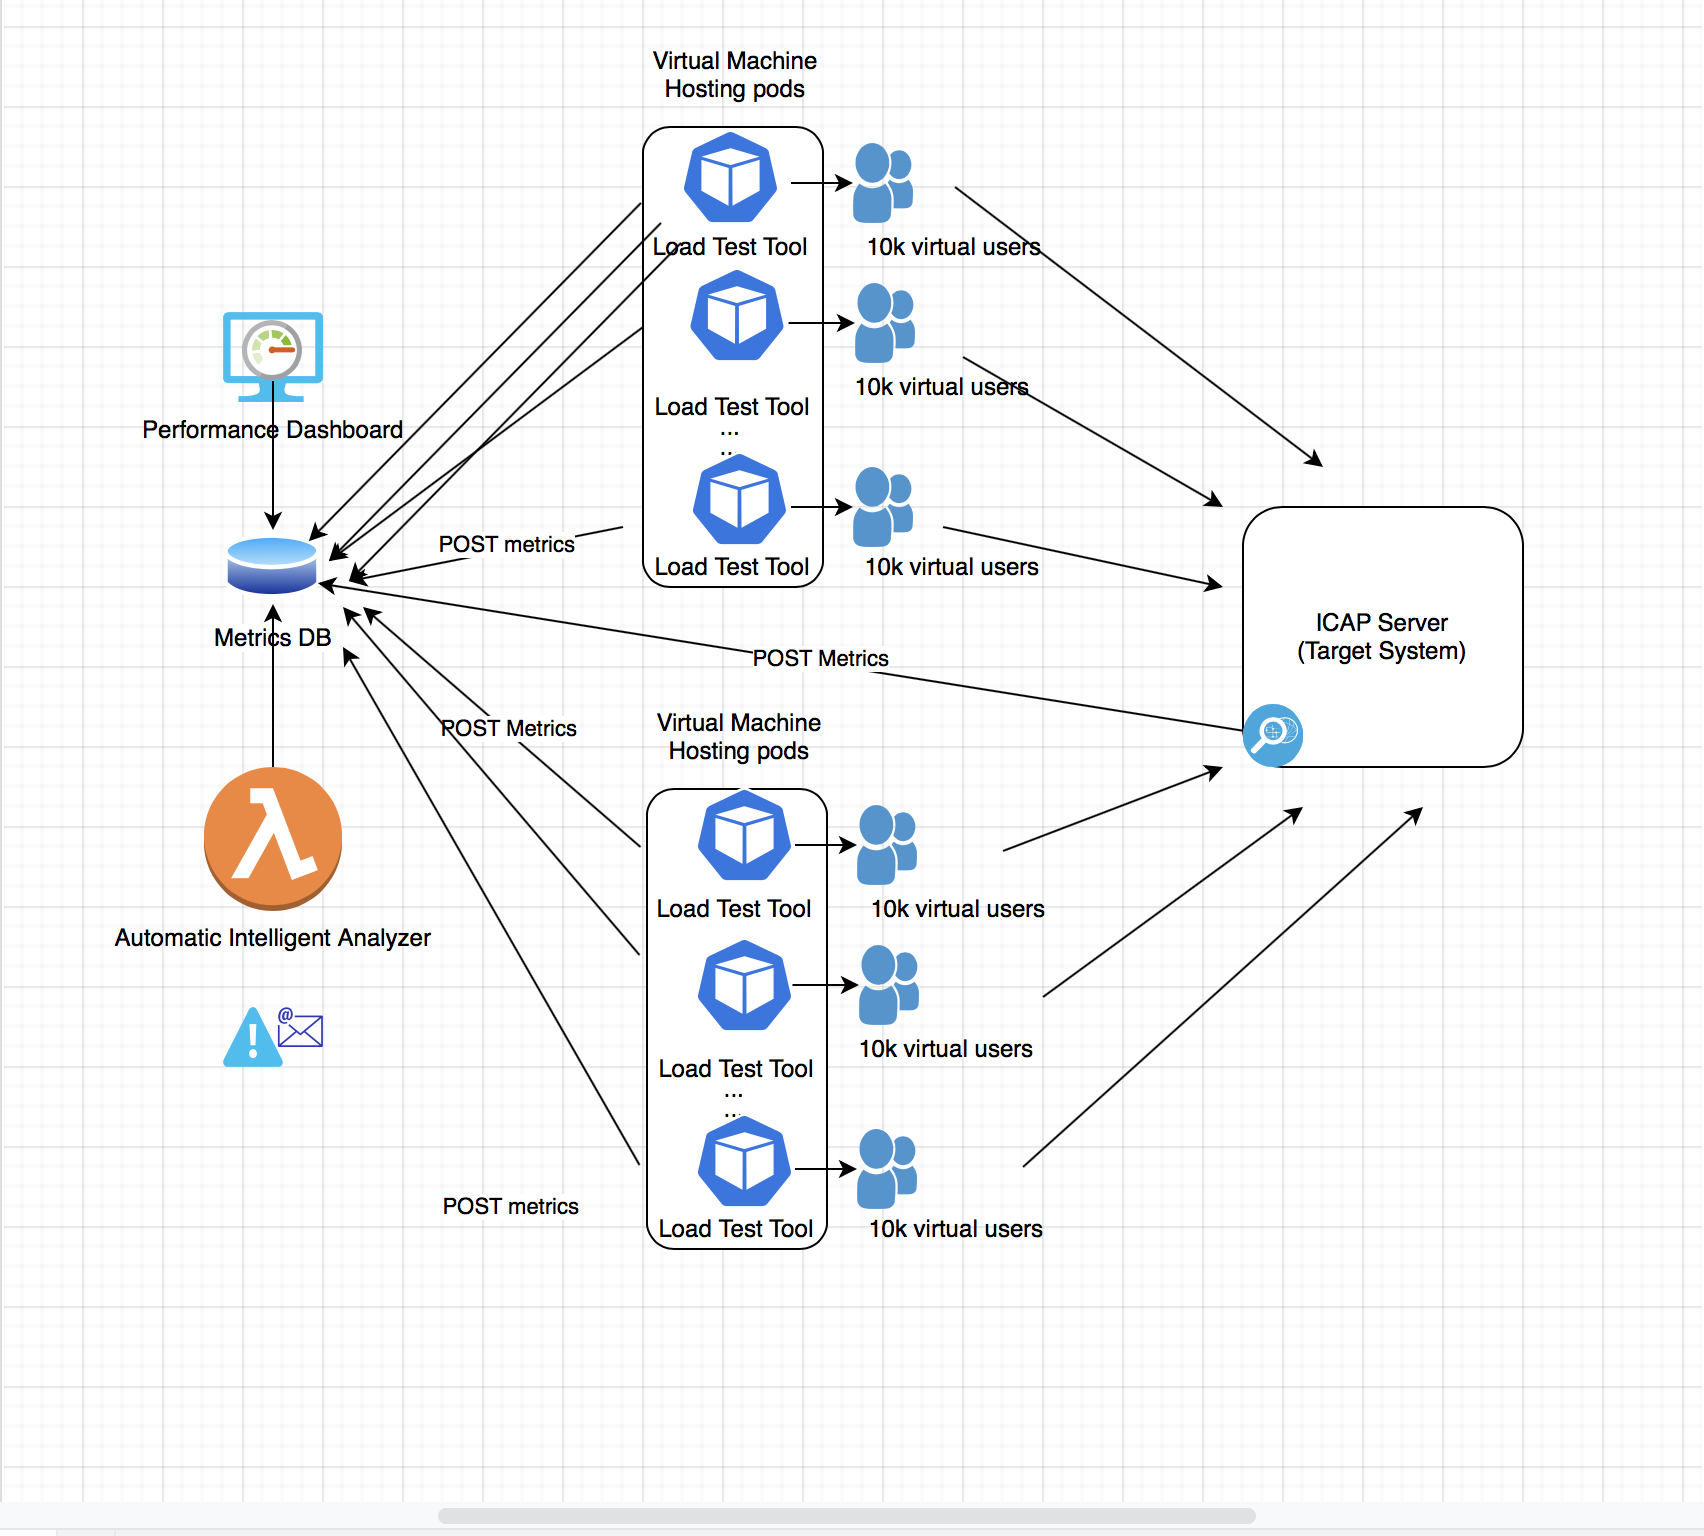 Virtual Machine
Hosting pods
Load Test Tool
10k virtual users
Load Test Tool
10k virtual users
...
...
Load Test Tool
10k virtual users
Performance Dashboard
POST metrics
Metrics DB
ICAP Server
(Target System)
POST Metrics
POST Metrics
Virtual Machine
Hosting pods
Load Test Tool
10k virtual users
Automatic Intelligent Analyzer
@
Load Test Tool
10k virtual users
...
...
POST metrics
Load Test Tool
10k virtual users